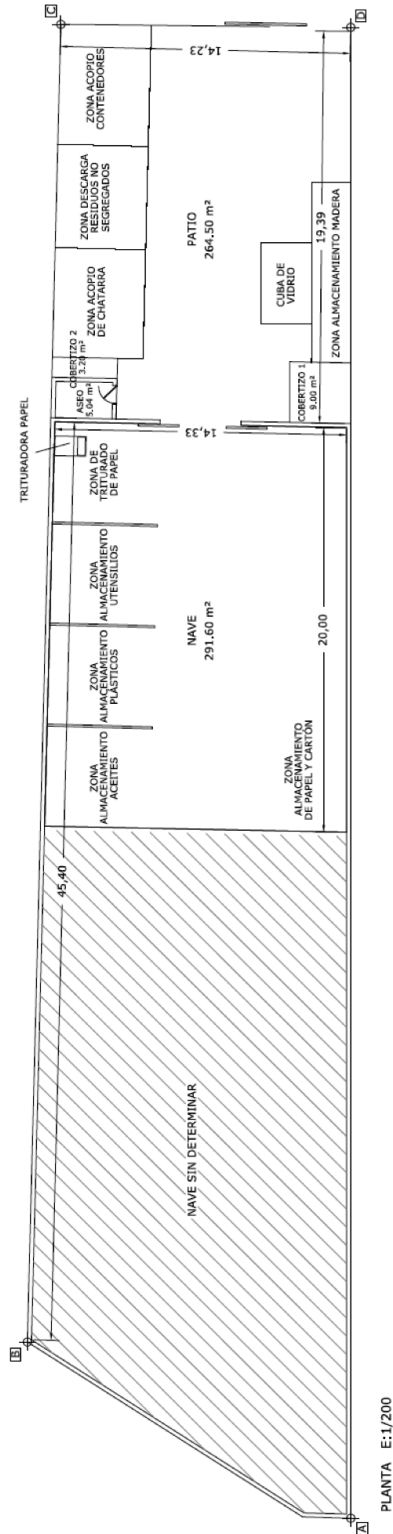 C
D
14,23
ZONA ACOPIO
CONTENEDORES
ZONA DESCARGA
RESIDUOS NO
SEGREGADOS
ZONA ACOPIO
DE CHATARRA
PATIO
264.50 m²
CUBA DE
VIDRIO
19,39
ZONA ALMACENAMIENTO MADERA
COBERTIZO 2
3.20 m²
ASEO
5.04 m²
COBERTIZO 1
9.00 m²
TRITURADORA PAPEL
14,33
ZONA DE
TRITURADO
DE PAPEL
ZONA
ALMACENAMIENTO
UTENSILIOS
ZONA
ALMACENAMIENTO
PLÁSTICOS
ZONA
ALMACENAMIENTO
ACEITES
NAVE
291.60 m²
20,00
ZONA
ALMACENAMIENTO
DE PAPEL Y CARTÓN
45,40
NAVE SIN DETERMINAR
B
A
PLANTA E:1/200